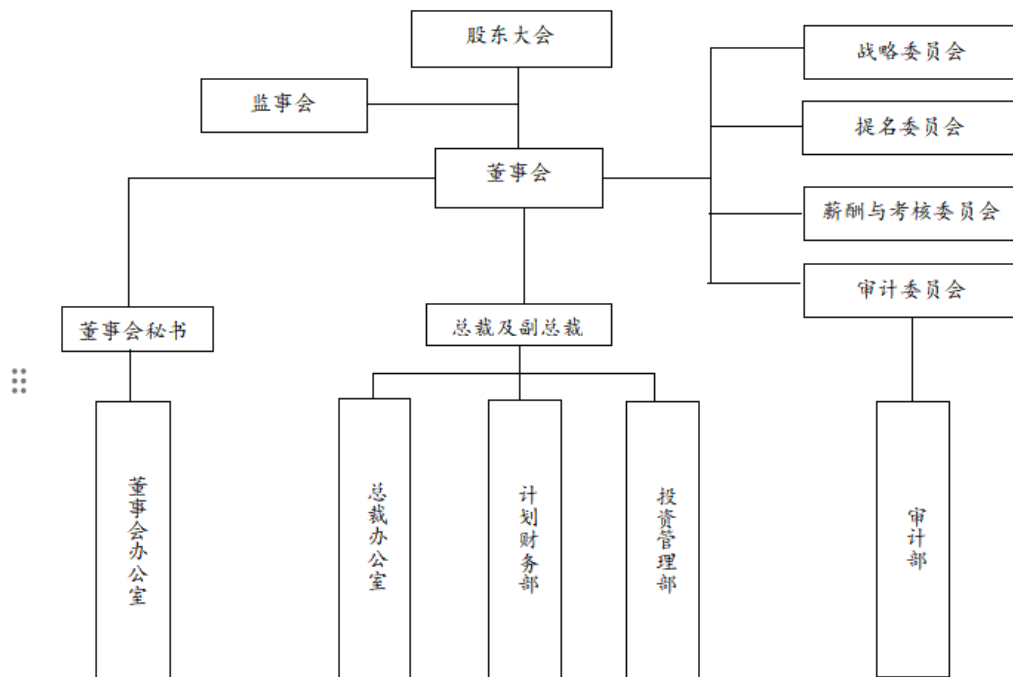 股东大会
战略委员会
监事会
提名委员会
董事会
薪酬与考核委员会
审计委员会
董事会秘书
总裁及副总裁
董事会办公室
总裁办公室
计划财务部
投资管理部
审计部